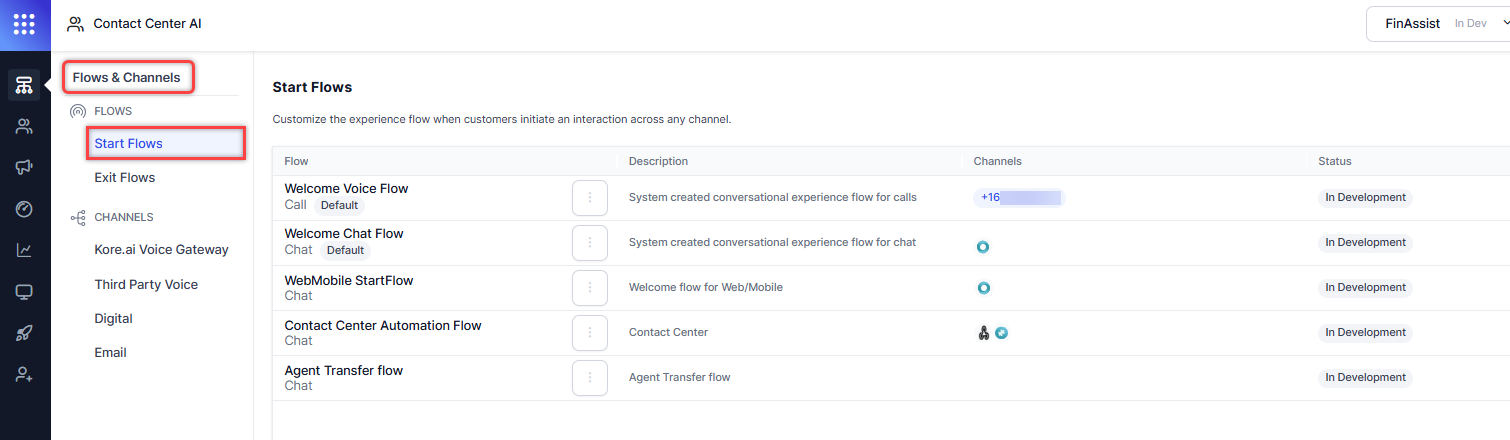 Contact Center AI
FinAssist In Dev
Flows & Channels
FLOWS
Start Flows
Exit Flows
CHANNELS
Kore.ai Voice Gateway
Third Party Voice
Digital
Email
Start Flows
Customize the experience flow when customers initiate an interaction across any channel.
Flow Description Channels Status
Welcome Voice Flow
Call Default
System created conversational experience flow for calls
+16
In Development
Welcome Chat Flow
Chat Default
System created conversational experience flow for chat
In Development
WebMobile StartFlow
Chat
Welcome flow for Web/Mobile
In Development
Contact Center Automation Flow
Chat
Contact Center
In Development
Agent Transfer flow
Chat
Agent Transfer flow
In Development